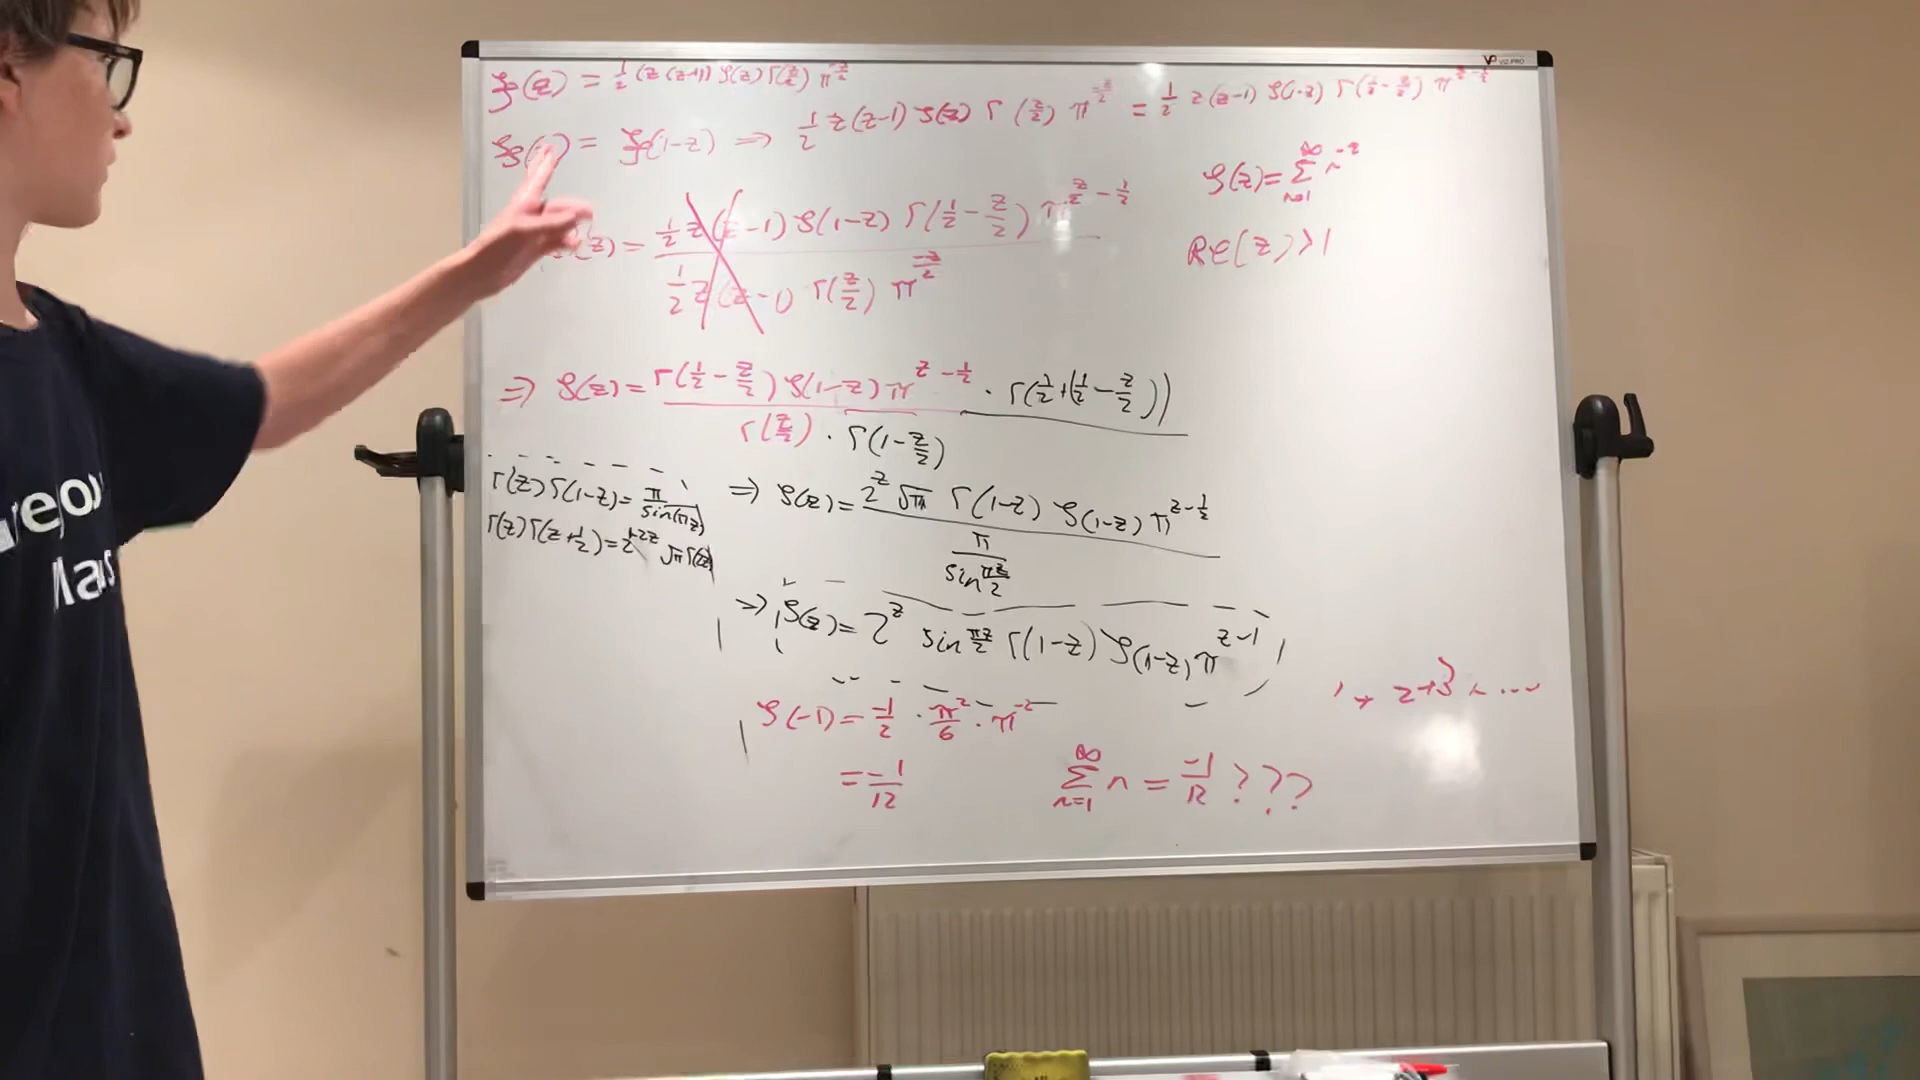 ξ(z) = 1/2 (z(z-1)) ζ(z) Γ(z/2) π^(-z/2)
ξ(z) = ξ(1-z) ⇒ 1/2 z(z-1) ζ(z) Γ(z/2) π^(-z/2) = 1/2 z(z-1) ζ(1-z) Γ(1/2 - z/2) π^(z/2 - 1/2)
ζ(z) = ∑_{n=1}^∞ n^(-z)
Re(z) > 1
(z) = (1/2 z(z-1) ζ(1-z) Γ(1/2 - z/2) π^(z/2 - 1/2)) / (1/2 z(z-1) Γ(z/2) π^(-z/2))
⇒ ζ(z) = (Γ(1/2 - z/2) ζ(1-z) π^(z - 1/2) · Γ(1/2 + (1/2 - z/2))) / (Γ(z/2) · Γ(1 - z/2))
Γ(z) Γ(1-z) = π / sin(πz)
Γ(z) Γ(z + 1/2) = 2^(1-2z) √π Γ(2z)
⇒ ζ(z) = (2^z √π Γ(1-z) ζ(1-z) π^(z - 1/2)) / (π / sin πz/2)
⇒ ζ(z) = 2^z sin πz/2 Γ(1-z) ζ(1-z) π^(z-1)
1 + 2 + 3 + ...
ζ(-1) = -1/2 · π²/6 · π^(-2)
= -1/12
∑_{n=1}^∞ n = -1/12 ???
VIZ-PRO